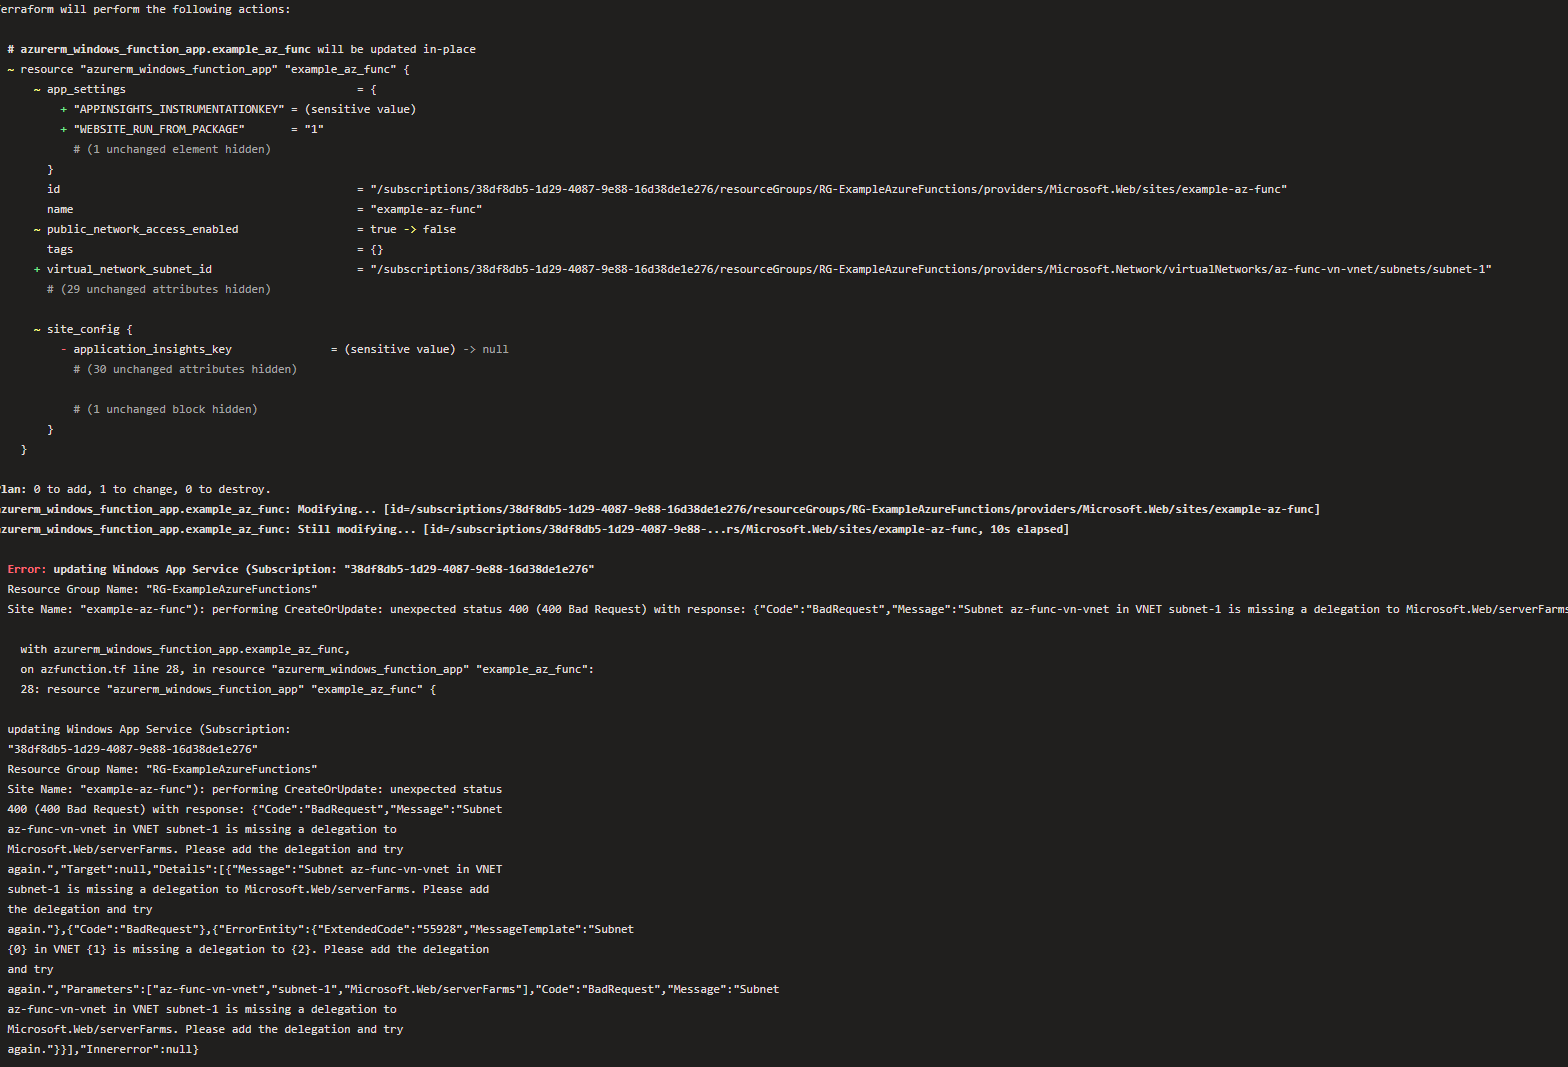 erraform will perform the following actions:
# azurerm_windows_function_app.example_az_func will be updated in-place
~ resource "azurerm_windows_function_app" "example_az_func" {
~ app_settings = {
+ "APPINSIGHTS_INSTRUMENTATIONKEY" = (sensitive value)
+ "WEBSITE_RUN_FROM_PACKAGE" = "1"
# (1 unchanged element hidden)
}
id = "/subscriptions/38df8db5-1d29-4087-9e88-16d38de1e276/resourceGroups/RG-ExampleAzureFunctions/providers/Microsoft.Web/sites/example-az-func"
name = "example-az-func"
~ public_network_access_enabled = true -> false
tags = {}
+ virtual_network_subnet_id = "/subscriptions/38df8db5-1d29-4087-9e88-16d38de1e276/resourceGroups/RG-ExampleAzureFunctions/providers/Microsoft.Network/virtualNetworks/az-func-vn-vnet/subnets/subnet-1"
# (29 unchanged attributes hidden)
~ site_config {
- application_insights_key = (sensitive value) -> null
# (30 unchanged attributes hidden)
# (1 unchanged block hidden)
}
}
lan: 0 to add, 1 to change, 0 to destroy.
zurerm_windows_function_app.example_az_func: Modifying... [id=/subscriptions/38df8db5-1d29-4087-9e88-16d38de1e276/resourceGroups/RG-ExampleAzureFunctions/providers/Microsoft.Web/sites/example-az-func]
zurerm_windows_function_app.example_az_func: Still modifying... [id=/subscriptions/38df8db5-1d29-4087-9e88-...rs/Microsoft.Web/sites/example-az-func, 10s elapsed]
Error: updating Windows App Service (Subscription: "38df8db5-1d29-4087-9e88-16d38de1e276"
Resource Group Name: "RG-ExampleAzureFunctions"
Site Name: "example-az-func"): performing CreateOrUpdate: unexpected status 400 (400 Bad Request) with response: {"Code":"BadRequest","Message":"Subnet az-func-vn-vnet in VNET subnet-1 is missing a delegation to Microsoft.Web/serverFarms
with azurerm_windows_function_app.example_az_func,
on azfunction.tf line 28, in resource "azurerm_windows_function_app" "example_az_func":
28: resource "azurerm_windows_function_app" "example_az_func" {
updating Windows App Service (Subscription:
"38df8db5-1d29-4087-9e88-16d38de1e276"
Resource Group Name: "RG-ExampleAzureFunctions"
Site Name: "example-az-func"): performing CreateOrUpdate: unexpected status
400 (400 Bad Request) with response: {"Code":"BadRequest","Message":"Subnet
az-func-vn-vnet in VNET subnet-1 is missing a delegation to
Microsoft.Web/serverFarms. Please add the delegation and try
again.","Target":null,"Details":[{"Message":"Subnet az-func-vn-vnet in VNET
subnet-1 is missing a delegation to Microsoft.Web/serverFarms. Please add
the delegation and try
again."},{"Code":"BadRequest"},{"ErrorEntity":{"ExtendedCode":"55928","MessageTemplate":"Subnet
{0} in VNET {1} is missing a delegation to {2}. Please add the delegation
and try
again.","Parameters":["az-func-vn-vnet","subnet-1","Microsoft.Web/serverFarms"],"Code":"BadRequest","Message":"Subnet
az-func-vn-vnet in VNET subnet-1 is missing a delegation to
Microsoft.Web/serverFarms. Please add the delegation and try
again."}}],"Innererror":null}